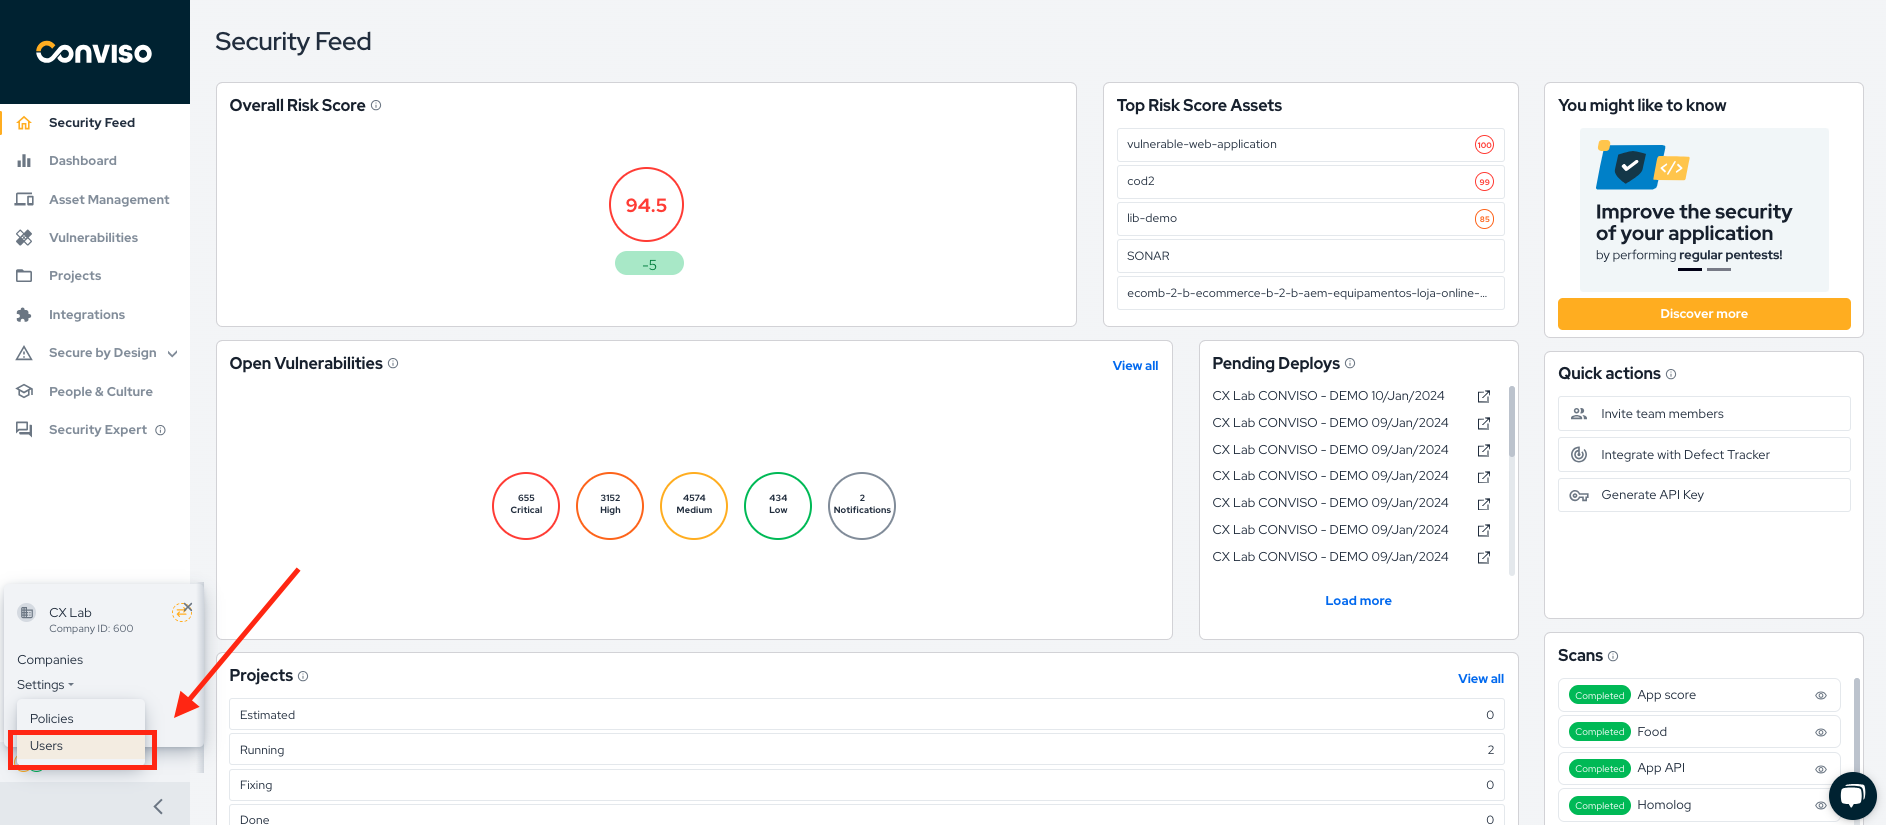 CONVISO
Security Feed
Dashboard
Asset Management
Vulnerabilities
Projects
Integrations
Secure by Design
People & Culture
Security Expert
CX Lab
Company ID: 600
Companies
Settings
Policies
Users
Security Feed
Overall Risk Score
94.5
-5
Top Risk Score Assets
vulnerable-web-application 100
cod2 99
lib-demo 85
SONAR
ecomb-2-b-ecommerce-b-2-b-aem-equipamentos-loja-online-...
You might like to know
Improve the security
of your application
by performing regular pentests!
Discover more
Open Vulnerabilities
View all
655
Critical
3152
High
4574
Medium
434
Low
2
Notifications
Pending Deploys
CX Lab CONVISO - DEMO 10/Jan/2024
CX Lab CONVISO - DEMO 09/Jan/2024
CX Lab CONVISO - DEMO 09/Jan/2024
CX Lab CONVISO - DEMO 09/Jan/2024
CX Lab CONVISO - DEMO 09/Jan/2024
CX Lab CONVISO - DEMO 09/Jan/2024
CX Lab CONVISO - DEMO 09/Jan/2024
Load more
Quick actions
Invite team members
Integrate with Defect Tracker
Generate API Key
Projects
View all
Estimated 0
Running 2
Fixing 0
Done 0
Scans
Completed App score
Completed Food
Completed App API
Completed Homolog